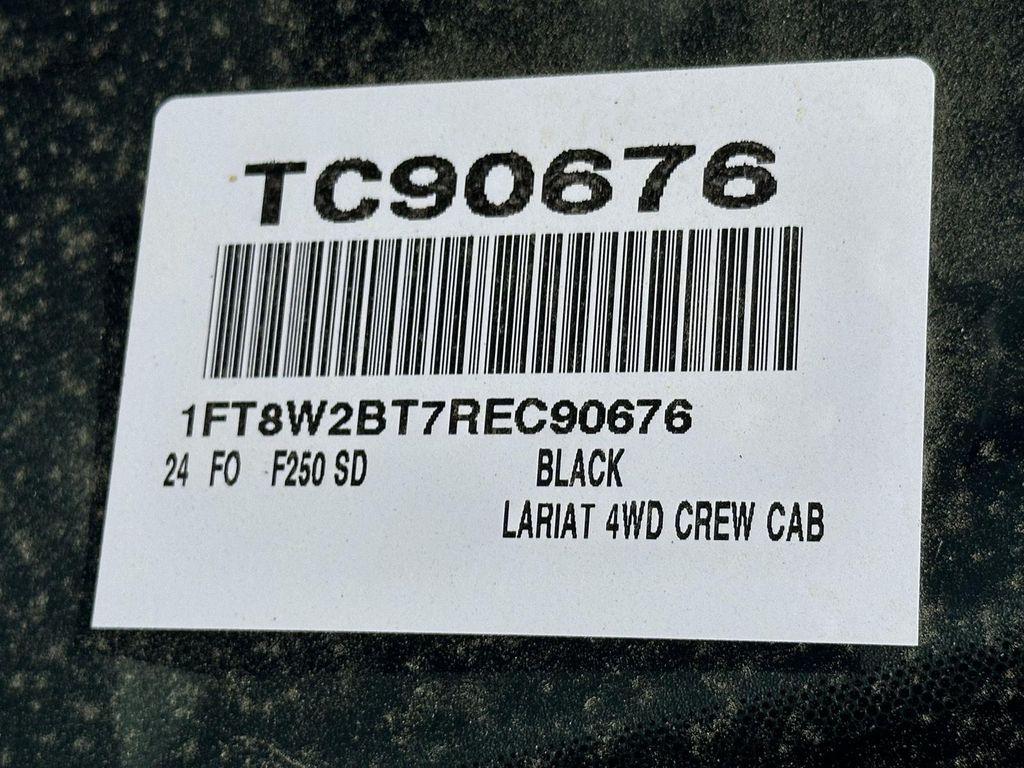 TC90676
1FT8W2BT7REC90676
24 FO F250 SD BLACK
LARIAT 4WD CREW CAB